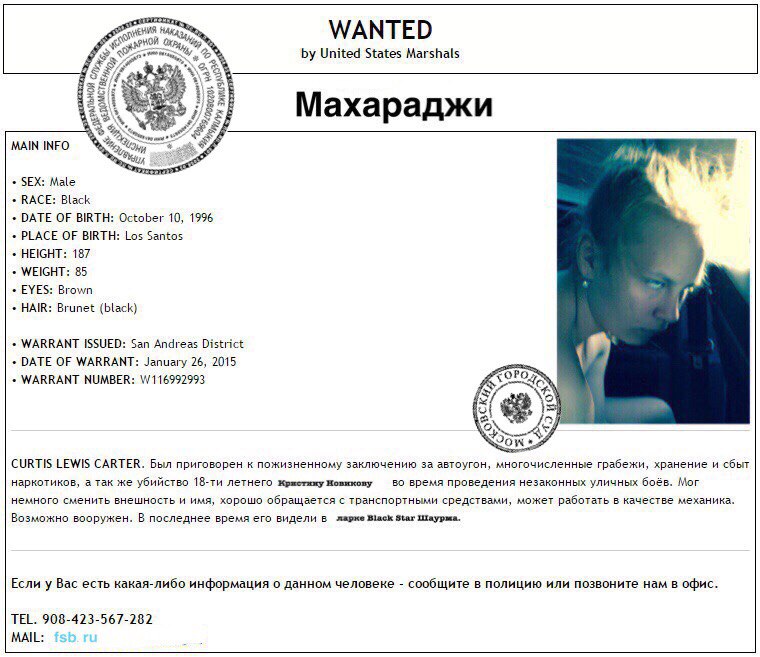 WANTED
by United States Marshals
Махараджи
УПРАВЛЕНИЕ ФЕДЕРАЛЬНОЙ СЛУЖБЫ ИСПОЛНЕНИЯ НАКАЗАНИЙ ПО РЕСПУБЛИКЕ КАЛМЫКИЯ
ИНСПЕКЦИЯ ВЕДОМСТВЕННОЙ ПОЖАРНОЙ ОХРАНЫ
MAIN INFO
• SEX: Male
• RACE: Black
• DATE OF BIRTH: October 10, 1996
• PLACE OF BIRTH: Los Santos
• HEIGHT: 187
• WEIGHT: 85
• EYES: Brown
• HAIR: Brunet (black)
• WARRANT ISSUED: San Andreas District
• DATE OF WARRANT: January 26, 2015
• WARRANT NUMBER: W116992993
МОСКОВСКИЙ ГОРОДСКОЙ СУД
• МОСКВА •
CURTIS LEWIS CARTER. Был приговорен к пожизненному заключению за автоугон, многочисленные грабежи, хранение и сбыт
наркотиков, а так же убийство 18-ти летнего Кристину Новикову во время проведения незаконных уличных боёв. Мог
немного сменить внешность и имя, хорошо обращается с транспортными средствами, может работать в качестве механика.
Возможно вооружен. В последнее время его видели в ларке Black Star Шаурма.
Если у Вас есть какая-либо информация о данном человеке - сообщите в полицию или позвоните нам в офис.
TEL. 908-423-567-282
MAIL: fsb.ru